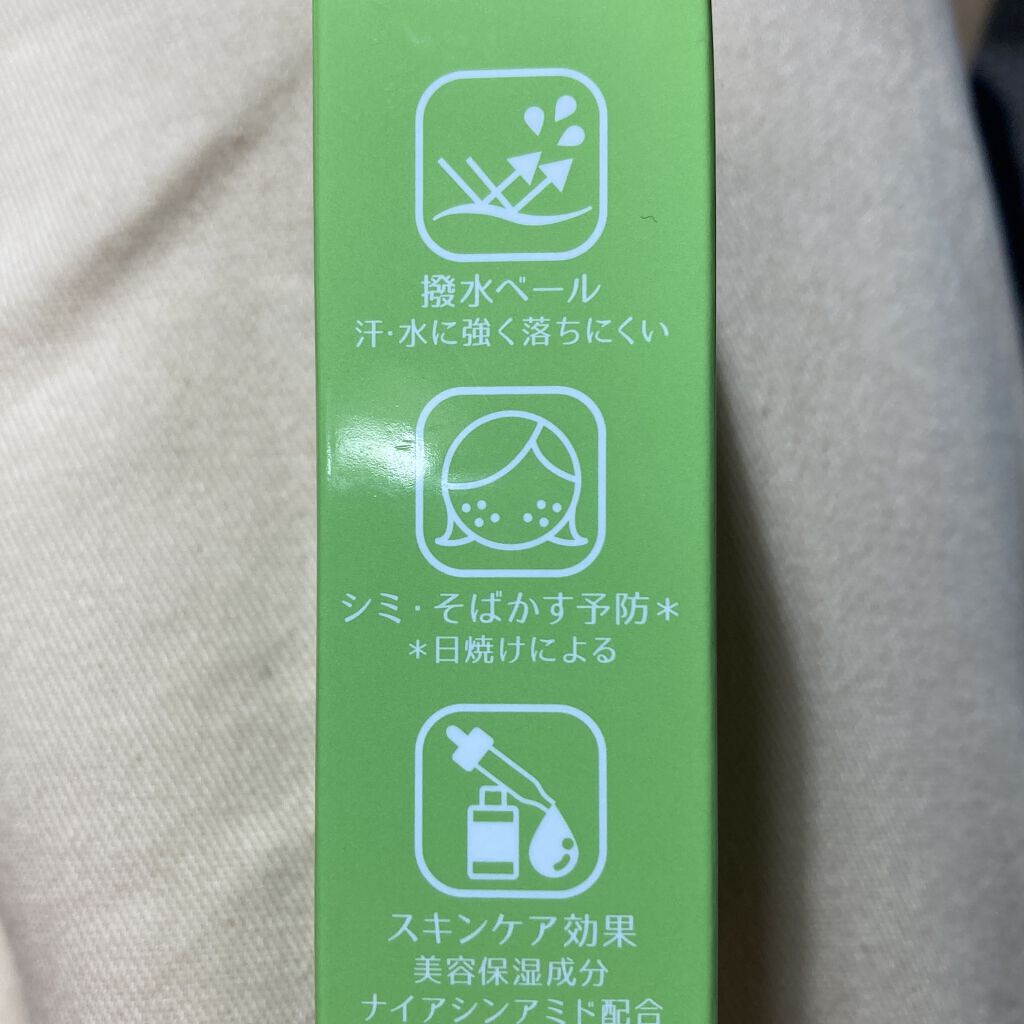 撥水ベール
汗・水に強く落ちにくい
シミ・そばかす予防＊
＊日焼けによる
スキンケア効果
美容保湿成分
ナイアシンアミド配合